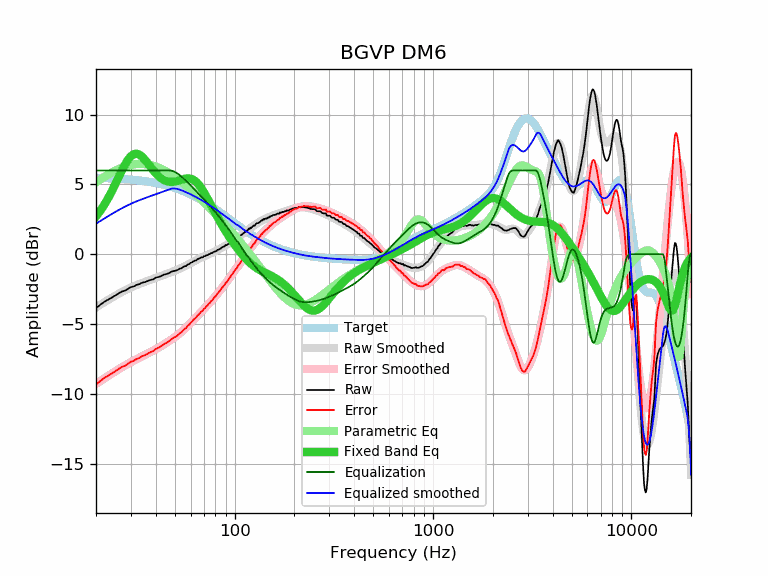 BGVP DM6
Amplitude (dBr)
10
5
0
−5
−10
−15
Target
Raw Smoothed
Error Smoothed
Raw
Error
Parametric Eq
Fixed Band Eq
Equalization
Equalized smoothed
100 1000 10000
Frequency (Hz)